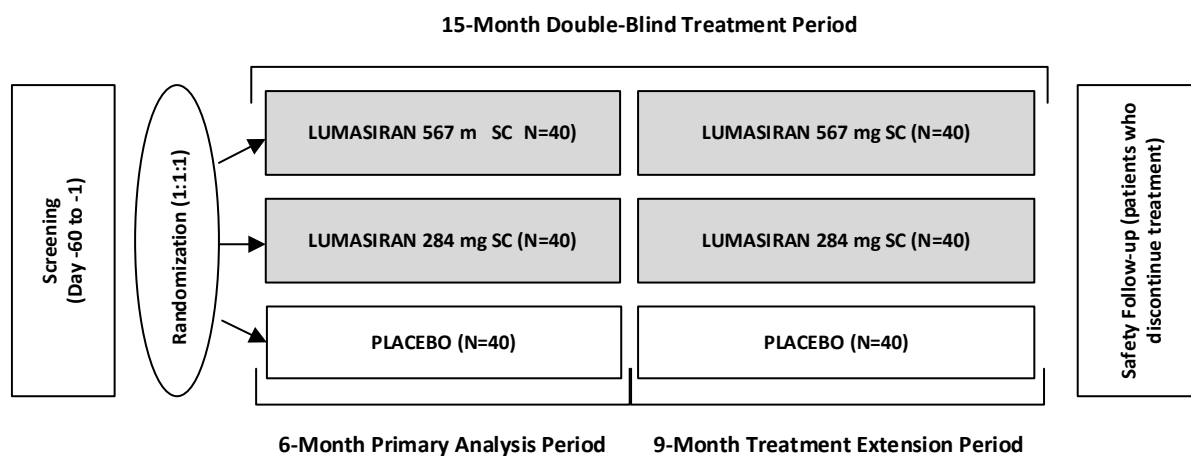 15-Month Double-Blind Treatment Period
Screening
(Day -60 to -1)
Randomization (1:1:1)
LUMASIRAN 567 m SC N=40)
LUMASIRAN 567 mg SC (N=40)
LUMASIRAN 284 mg SC (N=40)
LUMASIRAN 284 mg SC (N=40)
PLACEBO (N=40)
PLACEBO (N=40)
Safety Follow-up (patients who
discontinue treatment)
6-Month Primary Analysis Period
9-Month Treatment Extension Period